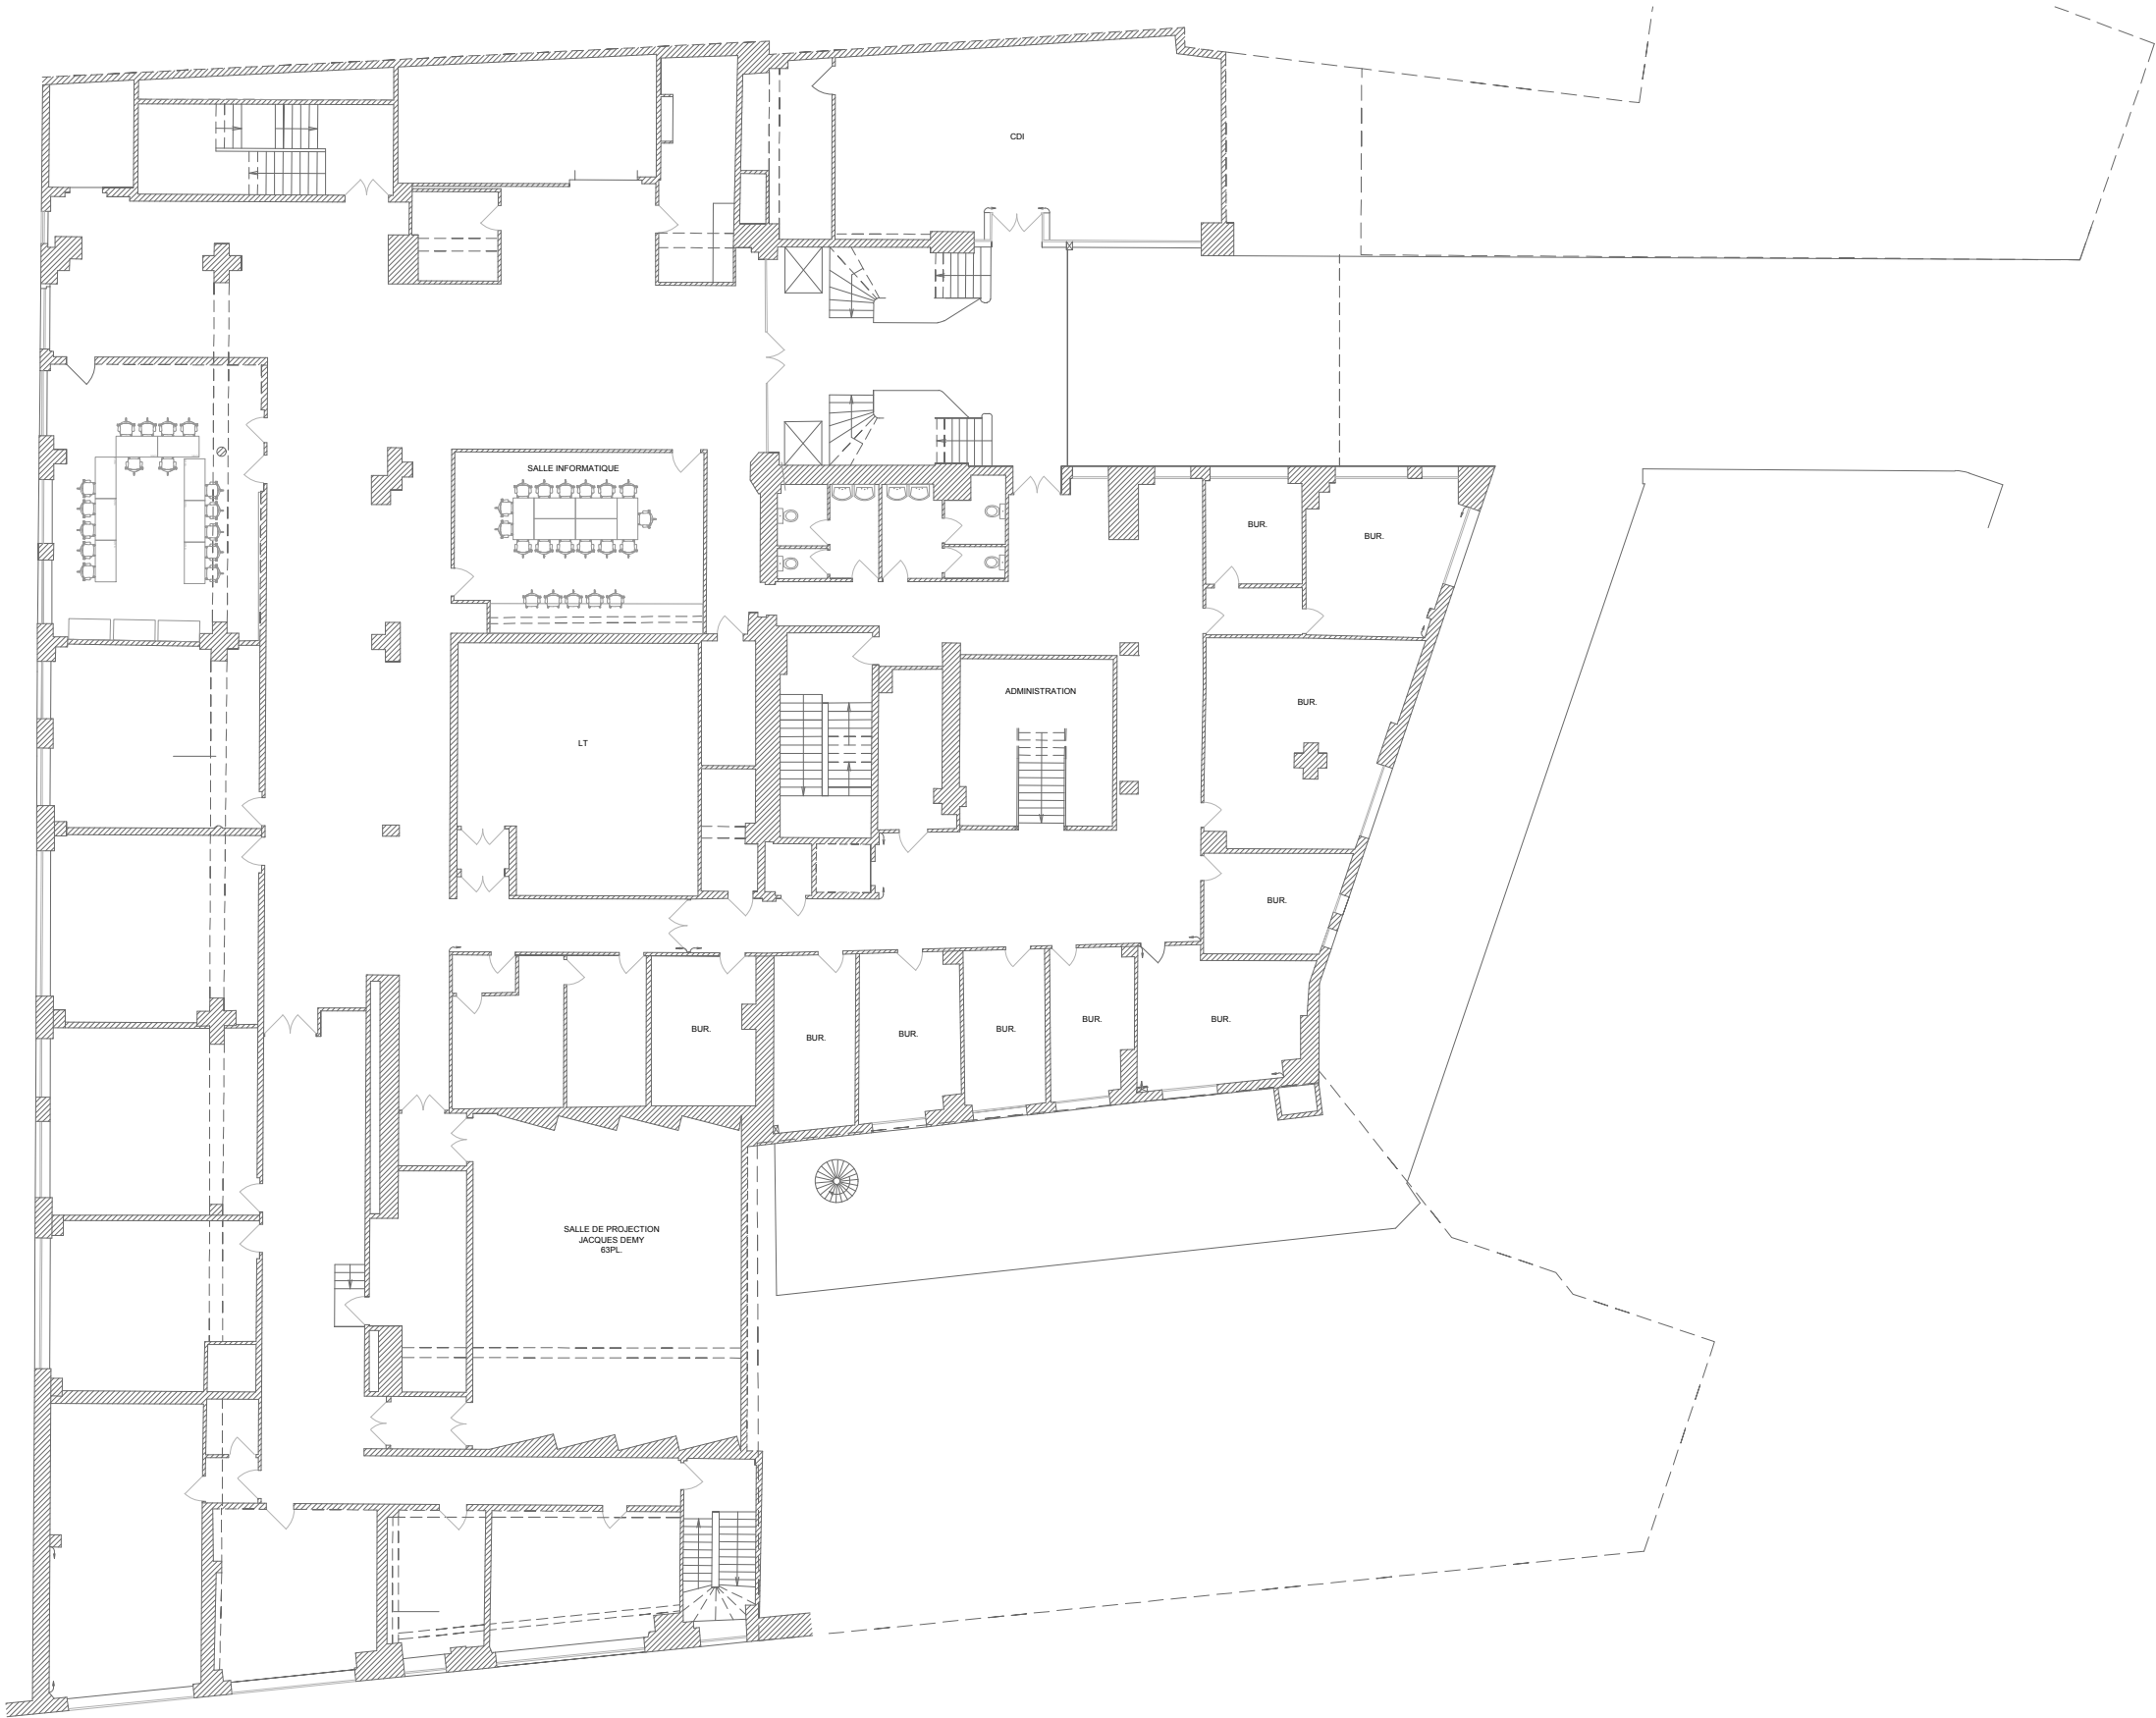 CDI
SALLE INFORMATIQUE
BUR.
BUR.
ADMINISTRATION
BUR.
LT
BUR.
BUR.
BUR.
BUR.
BUR.
BUR.
BUR.
SALLE DE PROJECTION
JACQUES DEMY
63PL.